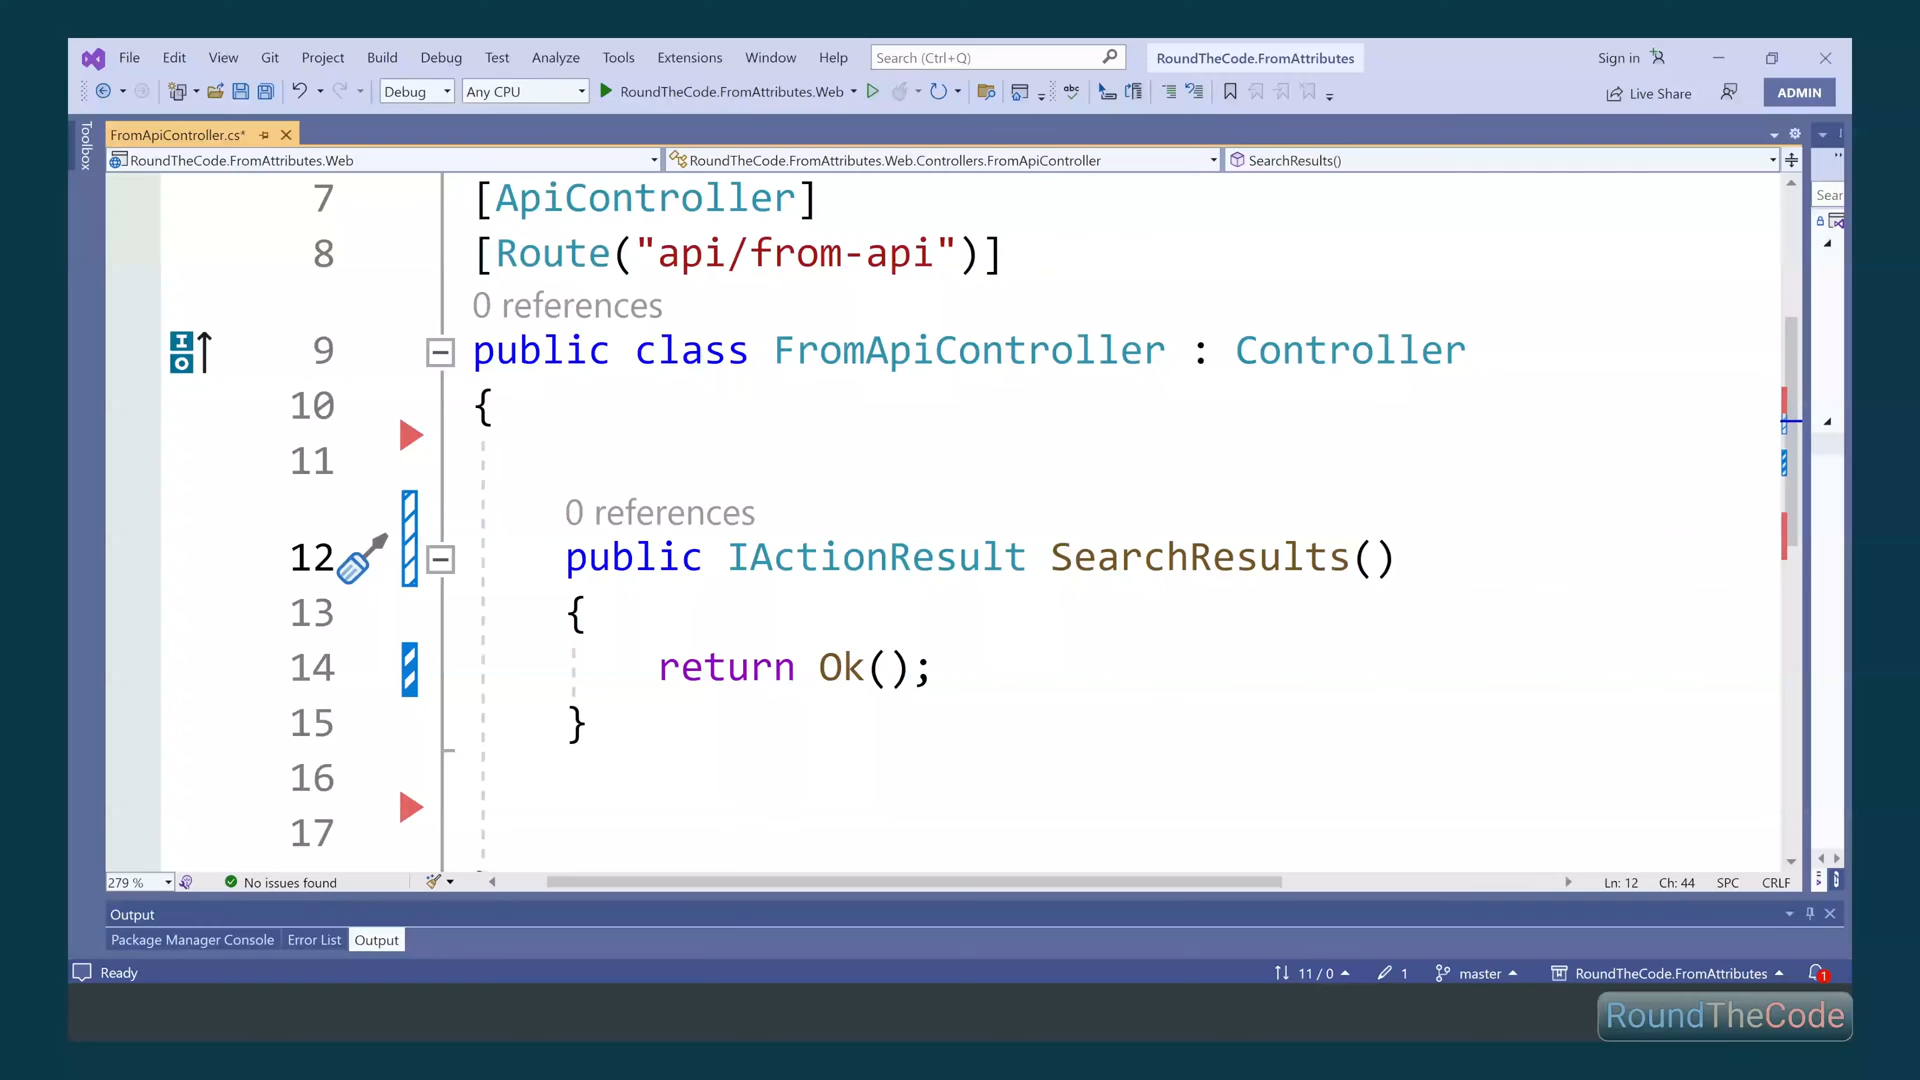 File Edit View Git Project Build Debug Test Analyze Tools Extensions Window Help Search (Ctrl+Q) RoundTheCode.FromAttributes Sign in
Debug Any CPU RoundTheCode.FromAttributes.Web Live Share ADMIN
Toolbox
FromApiController.cs*
RoundTheCode.FromAttributes.Web RoundTheCode.FromAttributes.Web.Controllers.FromApiController SearchResults()
Sear
7 [ApiController]
8 [Route("api/from-api")]
0 references
9 public class FromApiController : Controller
10 {
11
0 references
12 public IActionResult SearchResults()
13 {
14 return Ok();
15 }
16
17
279 % No issues found Ln: 12 Ch: 44 SPC CRLF
Output
Package Manager Console Error List Output
Ready 11 / 0 1 master RoundTheCode.FromAttributes 1
RoundTheCode